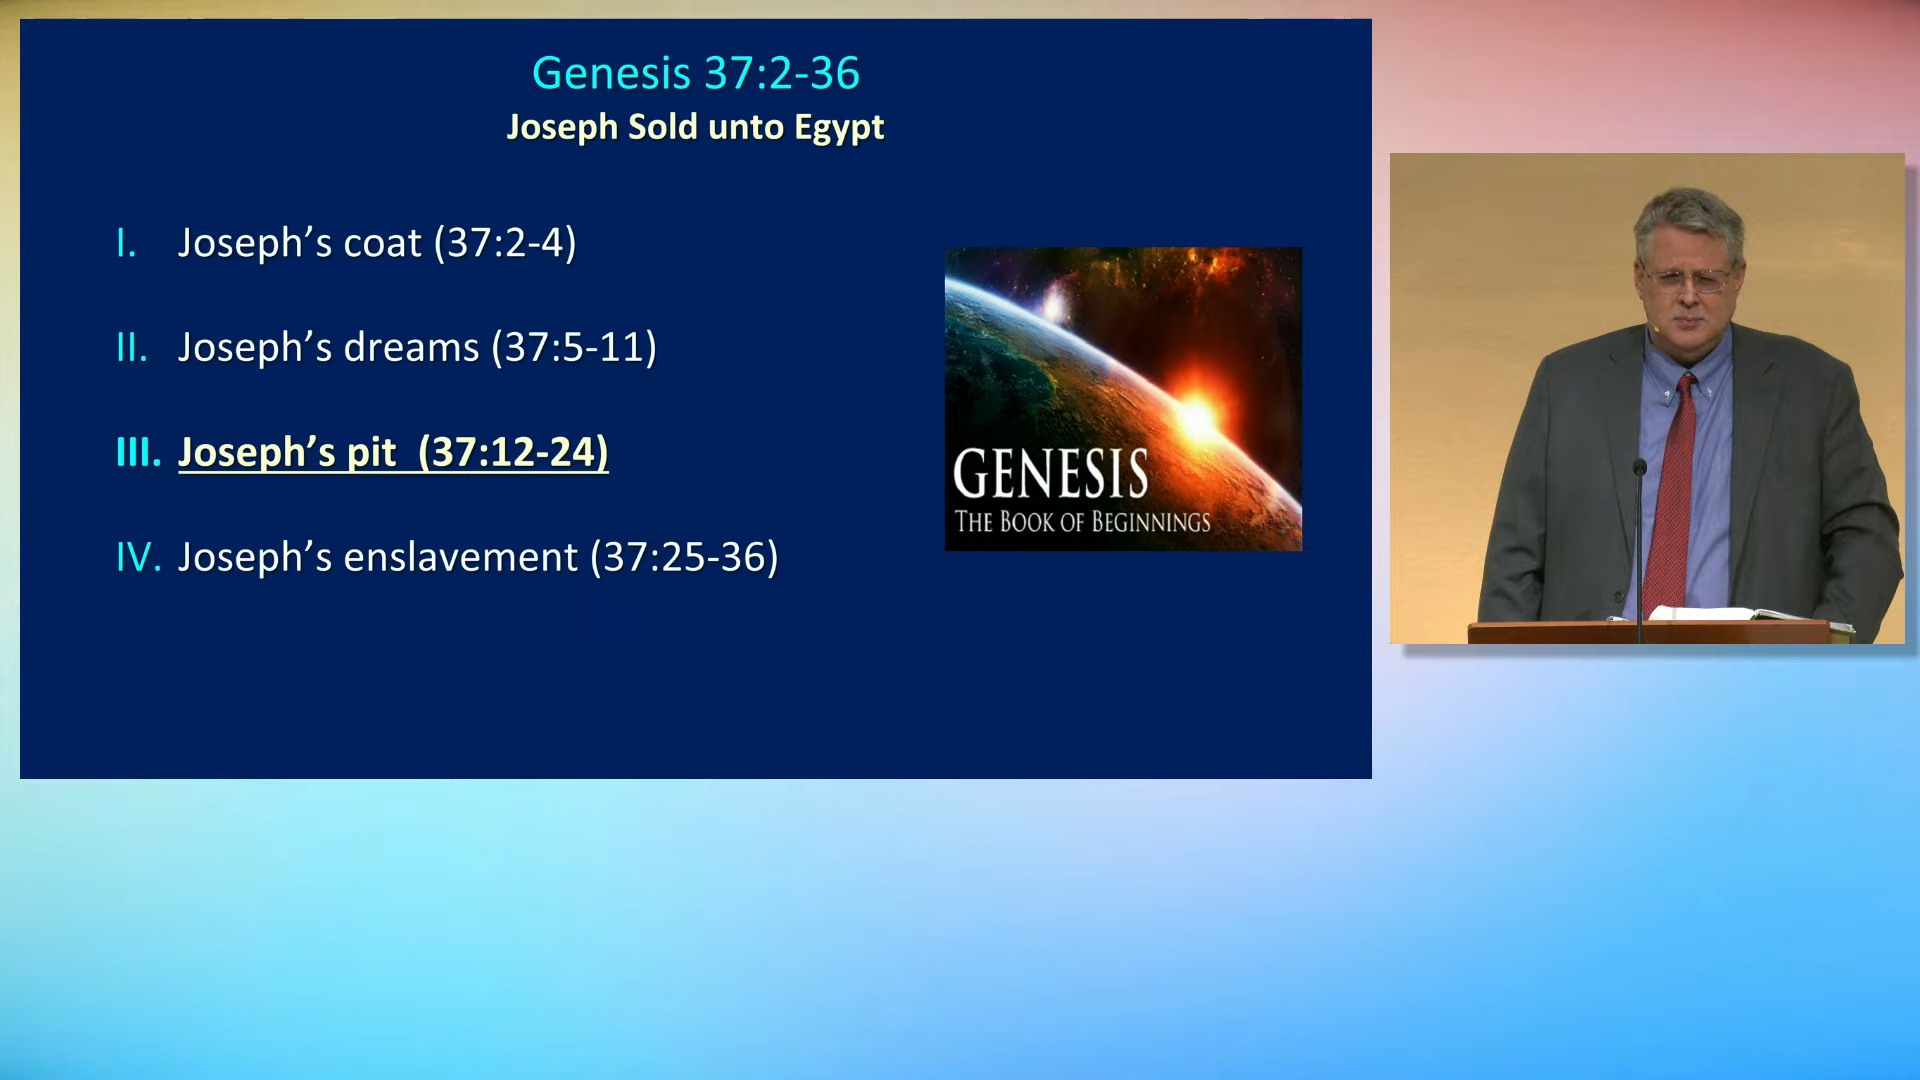 Genesis 37:2-36
Joseph Sold unto Egypt
I. Joseph’s coat (37:2-4)
II. Joseph’s dreams (37:5-11)
III. Joseph’s pit (37:12-24)
IV. Joseph’s enslavement (37:25-36)
GENESIS
THE BOOK OF BEGINNINGS